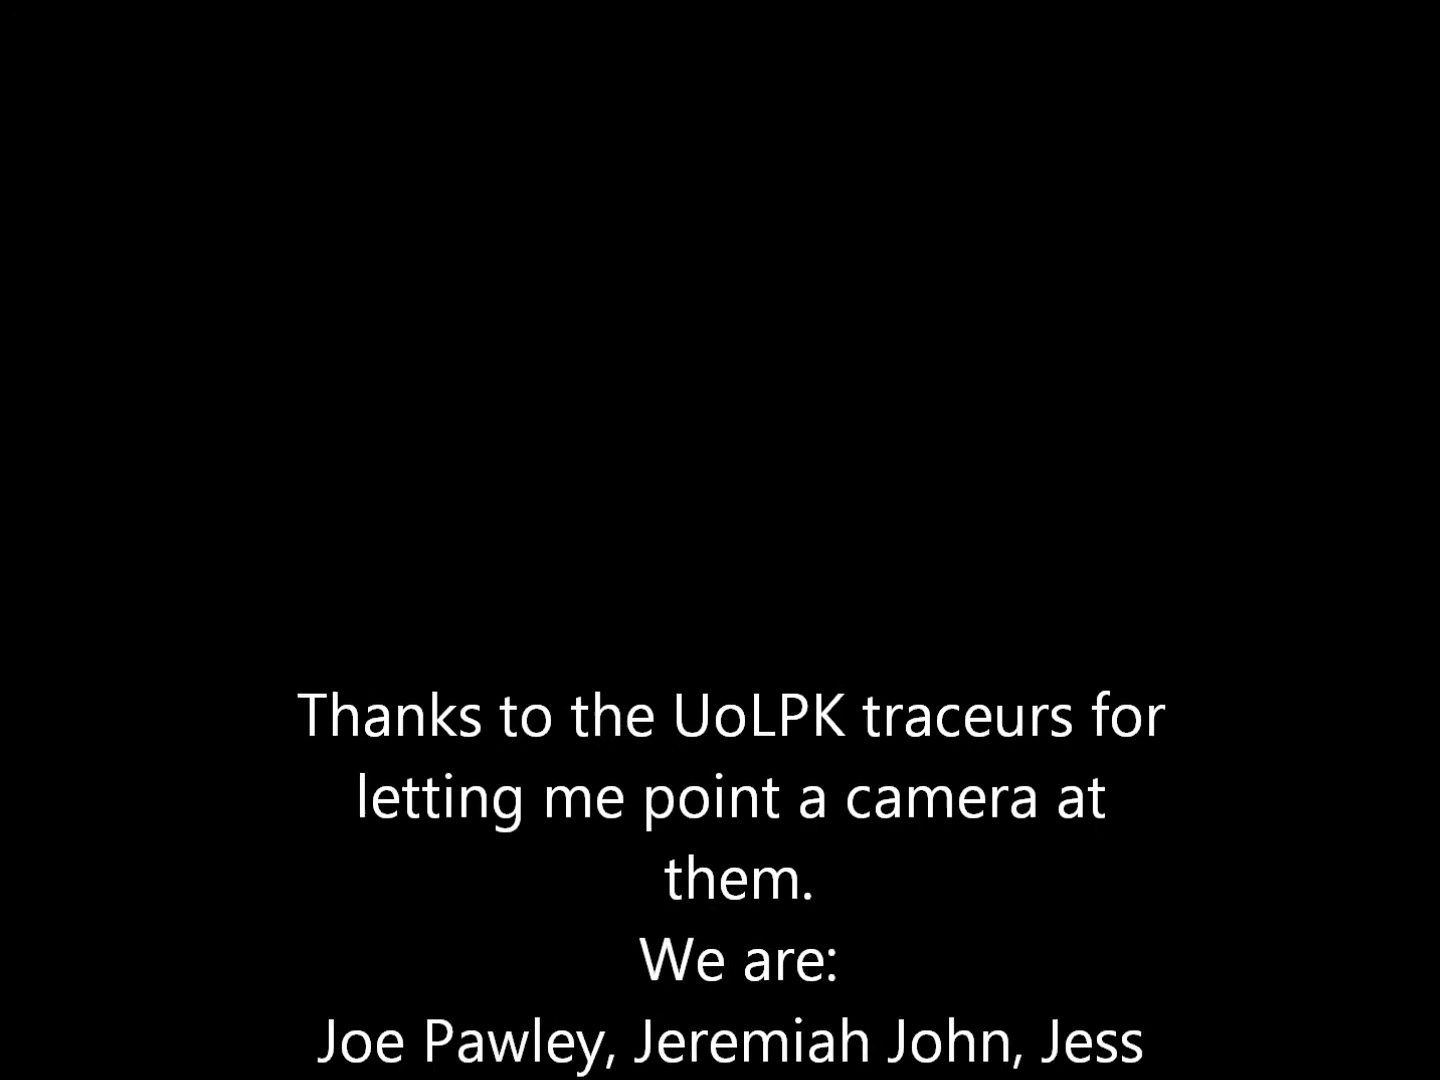 Thanks to the UoLPK traceurs for
letting me point a camera at
them.
We are:
Joe Pawley, Jeremiah John, Jess